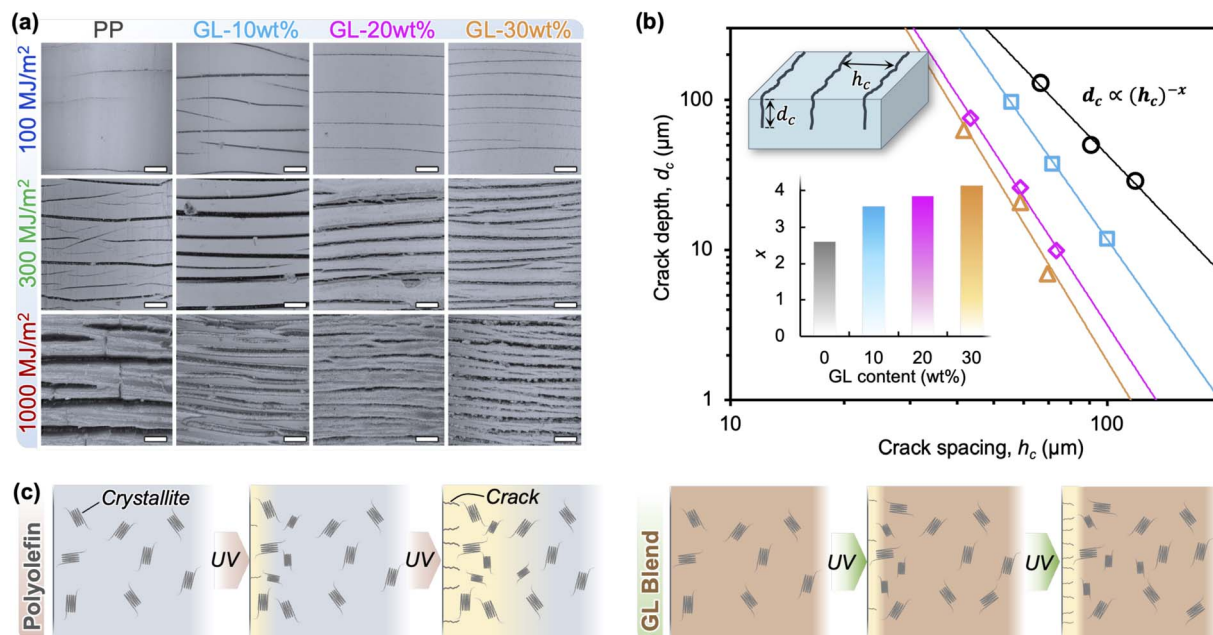 (a)
PP
GL-10wt%
GL-20wt%
GL-30wt%
100 MJ/m²
300 MJ/m²
1000 MJ/m²
(b)
Crack depth, d_c (μm)
100
10
1
h_c
d_c
d_c ∝ (h_c)^{-x}
x
4
3
2
1
0
0
10
20
30
GL content (wt%)
10
100
Crack spacing, h_c (μm)
(c)
Polyolefin
Crystallite
UV
UV
Crack
GL Blend
UV
UV